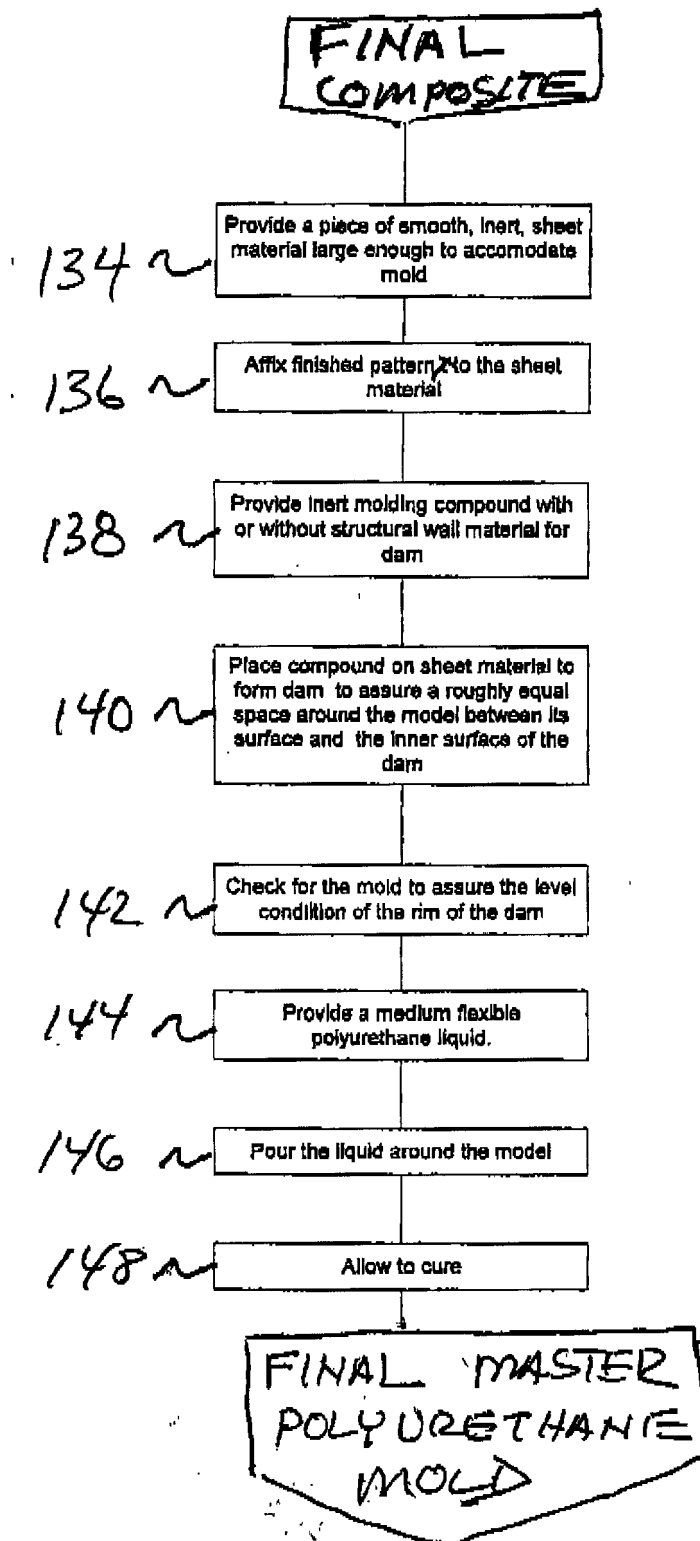 FINAL
COMPOSITE
134
Provide a piece of smooth, inert, sheet
material large enough to accomodate
mold
136
Affix finished pattern to the sheet
material
138
Provide inert molding compound with
or without structural wall material for
dam
140
Place compound on sheet material to
form dam to assure a roughly equal
space around the model between its
surface and the inner surface of the
dam
142
Check for the mold to assure the level
condition of the rim of the dam
144
Provide a medium flexible
polyurethane liquid.
146
Pour the liquid around the model
148
Allow to cure
FINAL MASTER
POLYURETHANE
MOLD